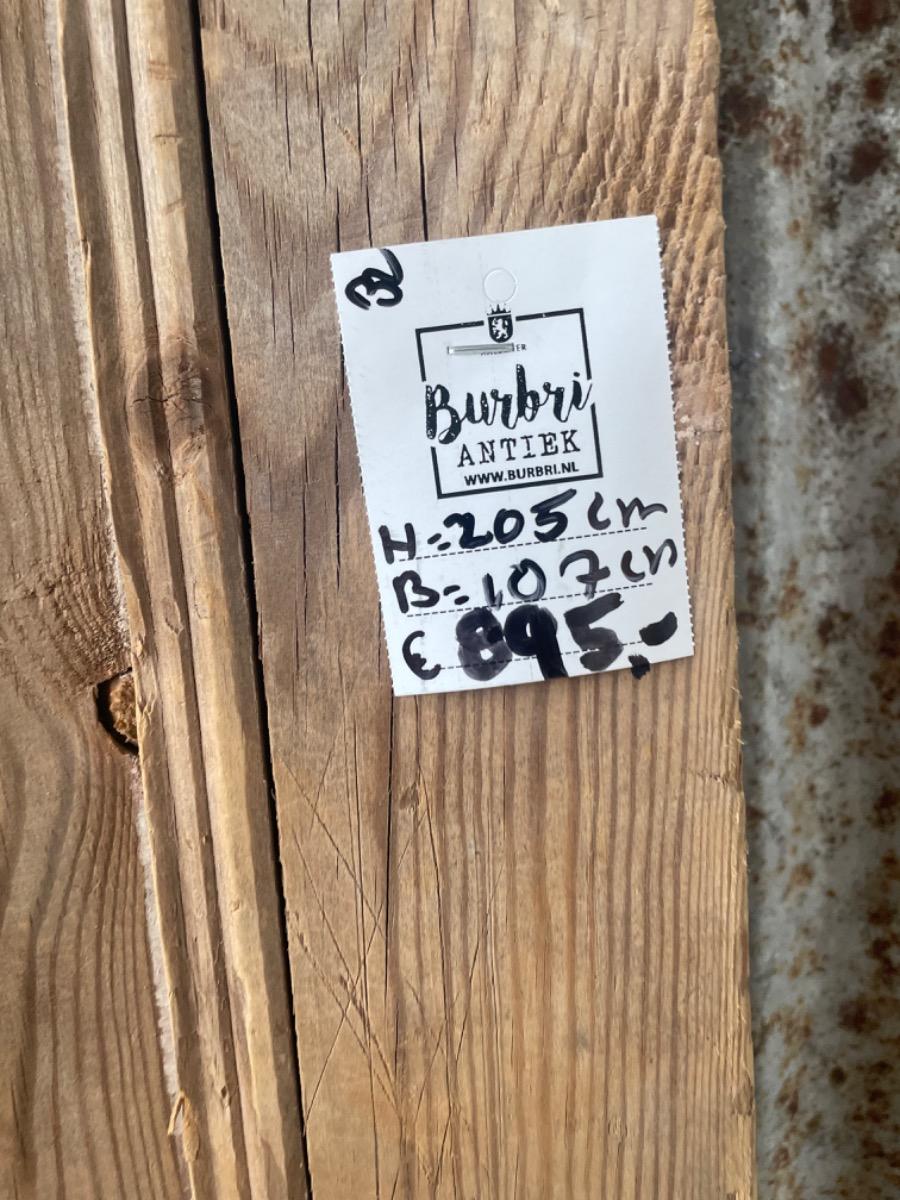 Burbri
ANTIEK
WWW.BURBRI.NL
H=205 cm
B=107 cm
€ 895,-